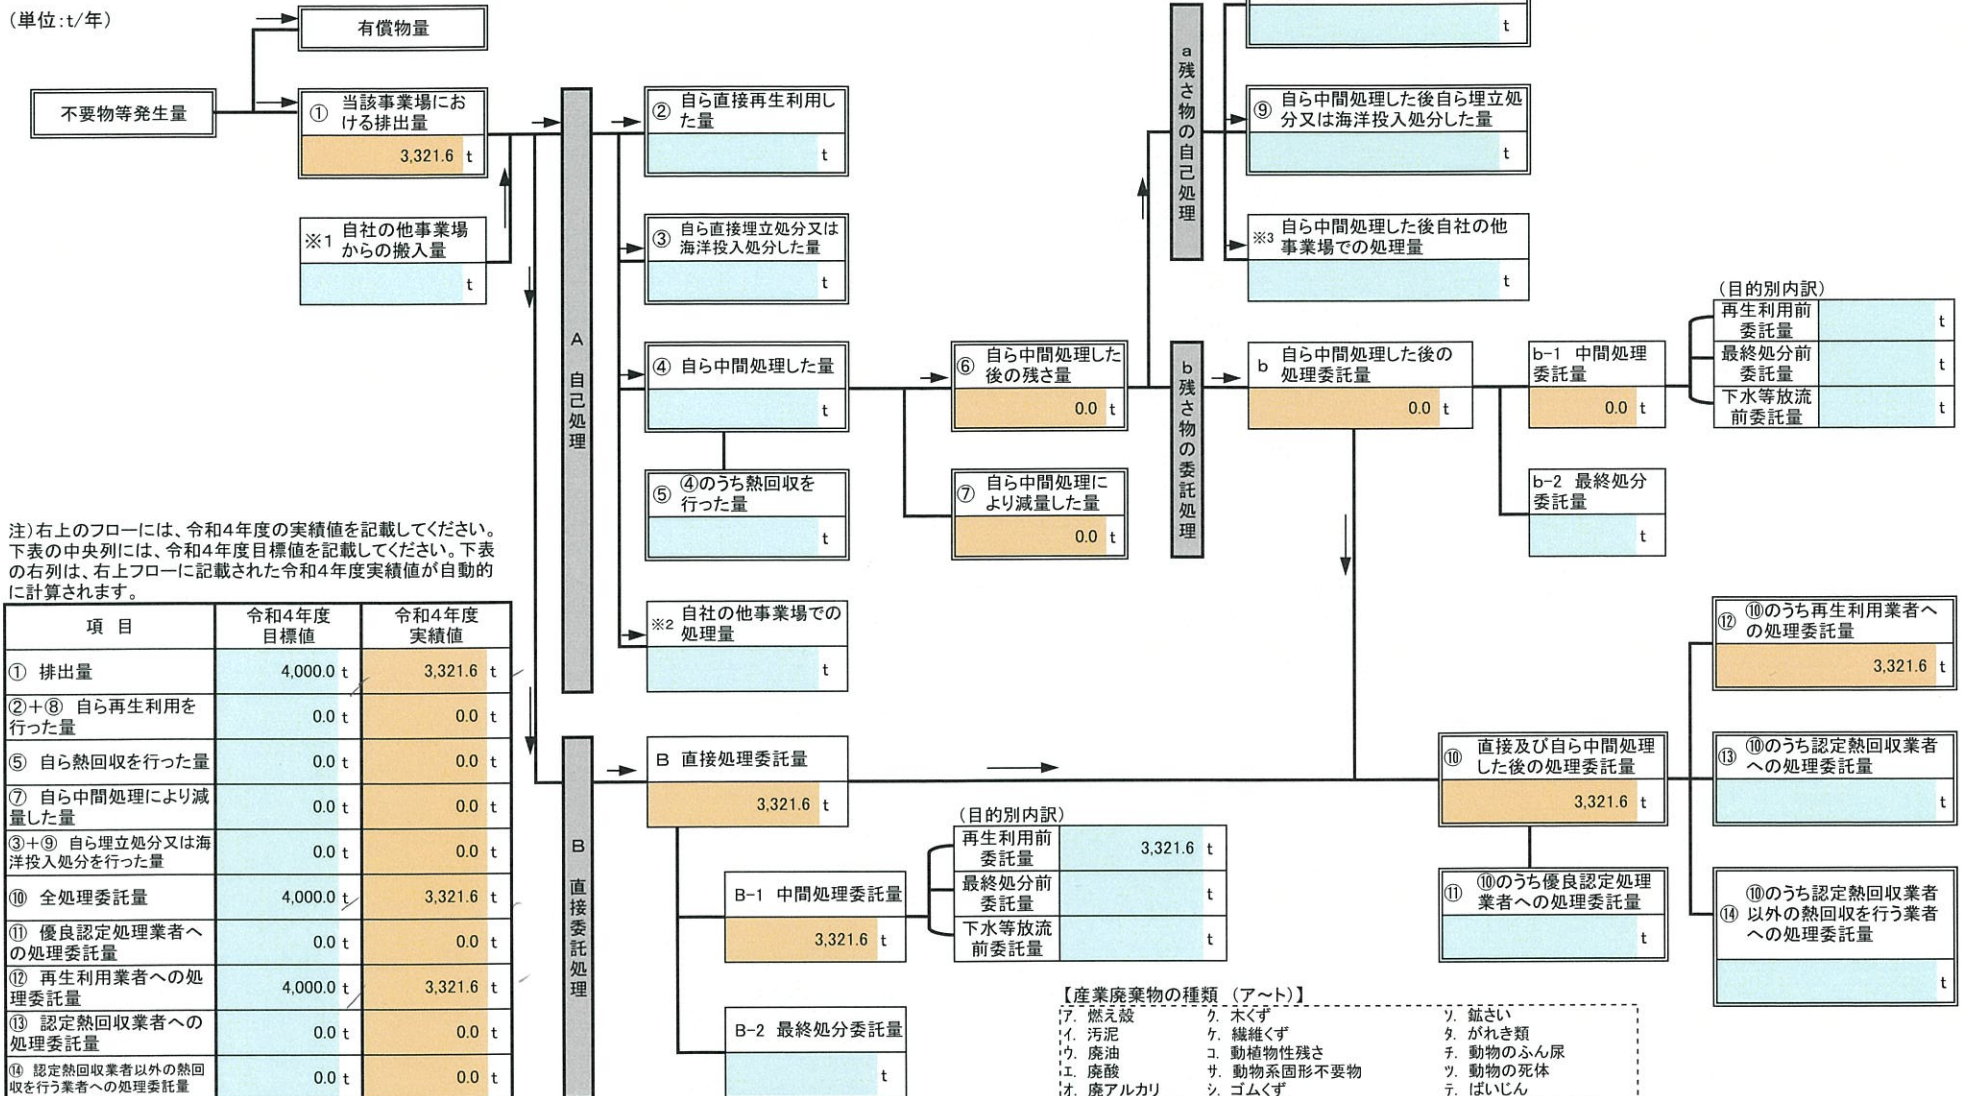 (単位:t/年)
有償物量
不要物等発生量
① 当該事業場にお
ける排出量
3,321.6 t
※1 自社の他事業場
からの搬入量
t
A 自己処理
② 自ら直接再生利用し
た量
t
③ 自ら直接埋立処分又は
海洋投入処分した量
t
④ 自ら中間処理した量
t
⑤ ④のうち熱回収を
行った量
t
※2 自社の他事業場での
処理量
t
⑥ 自ら中間処理した
後の残さ量
0.0 t
⑦ 自ら中間処理に
より減量した量
0.0 t
a 残さ物の自己処理
t
⑨ 自ら中間処理した後自ら埋立処
分又は海洋投入処分した量
t
※3 自ら中間処理した後自社の他
事業場での処理量
t
b 残さ物の委託処理
b 自ら中間処理した後の
処理委託量
0.0 t
b-1 中間処理
委託量
0.0 t
(目的別内訳)
再生利用前
委託量
t
最終処分前
委託量
t
下水等放流
前委託量
t
b-2 最終処分
委託量
t
注)右上のフローには、令和4年度の実績値を記載してください。
下表の中央列には、令和4年度目標値を記載してください。下表
の右列は、右上フローに記載された令和4年度実績値が自動的
に計算されます。
項 目 令和4年度 目標値 令和4年度 実績値
① 排出量 4,000.0 t 3,321.6 t
②+⑧ 自ら再生利用を
行った量 0.0 t 0.0 t
⑤ 自ら熱回収を行った量 0.0 t 0.0 t
⑦ 自ら中間処理により減
量した量 0.0 t 0.0 t
③+⑨ 自ら埋立処分又は海
洋投入処分を行った量 0.0 t 0.0 t
⑩ 全処理委託量 4,000.0 t 3,321.6 t
⑪ 優良認定処理業者へ
の処理委託量 0.0 t 0.0 t
⑫ 再生利用業者への処
理委託量 4,000.0 t 3,321.6 t
⑬ 認定熱回収業者への
処理委託量 0.0 t 0.0 t
⑭ 認定熱回収業者以外の熱回
収を行う業者への処理委託量 0.0 t 0.0 t
B 直接委託処理
B 直接処理委託量
3,321.6 t
B-1 中間処理委託量
3,321.6 t
(目的別内訳)
再生利用前
委託量
3,321.6 t
最終処分前
委託量
t
下水等放流
前委託量
t
B-2 最終処分委託量
t
⑩ 直接及び自ら中間処理
した後の処理委託量
3,321.6 t
⑪ ⑩のうち優良認定処理
業者への処理委託量
t
⑫ ⑩のうち再生利用業者へ
の処理委託量
3,321.6 t
⑬ ⑩のうち認定熱回収業者
への処理委託量
t
⑭ ⑩のうち認定熱回収業者
以外の熱回収を行う業者
への処理委託量
t
【産業廃棄物の種類 (ア~ト)】
ア. 燃え殻 ク. 木くず ソ. 鉱さい
イ. 汚泥 ケ. 繊維くず タ. がれき類
ウ. 廃油 コ. 動植物性残さ チ. 動物のふん尿
エ. 廃酸 サ. 動物系固形不要物 ツ. 動物の死体
オ. 廃アルカリ シ. ゴムくず テ. ばいじん